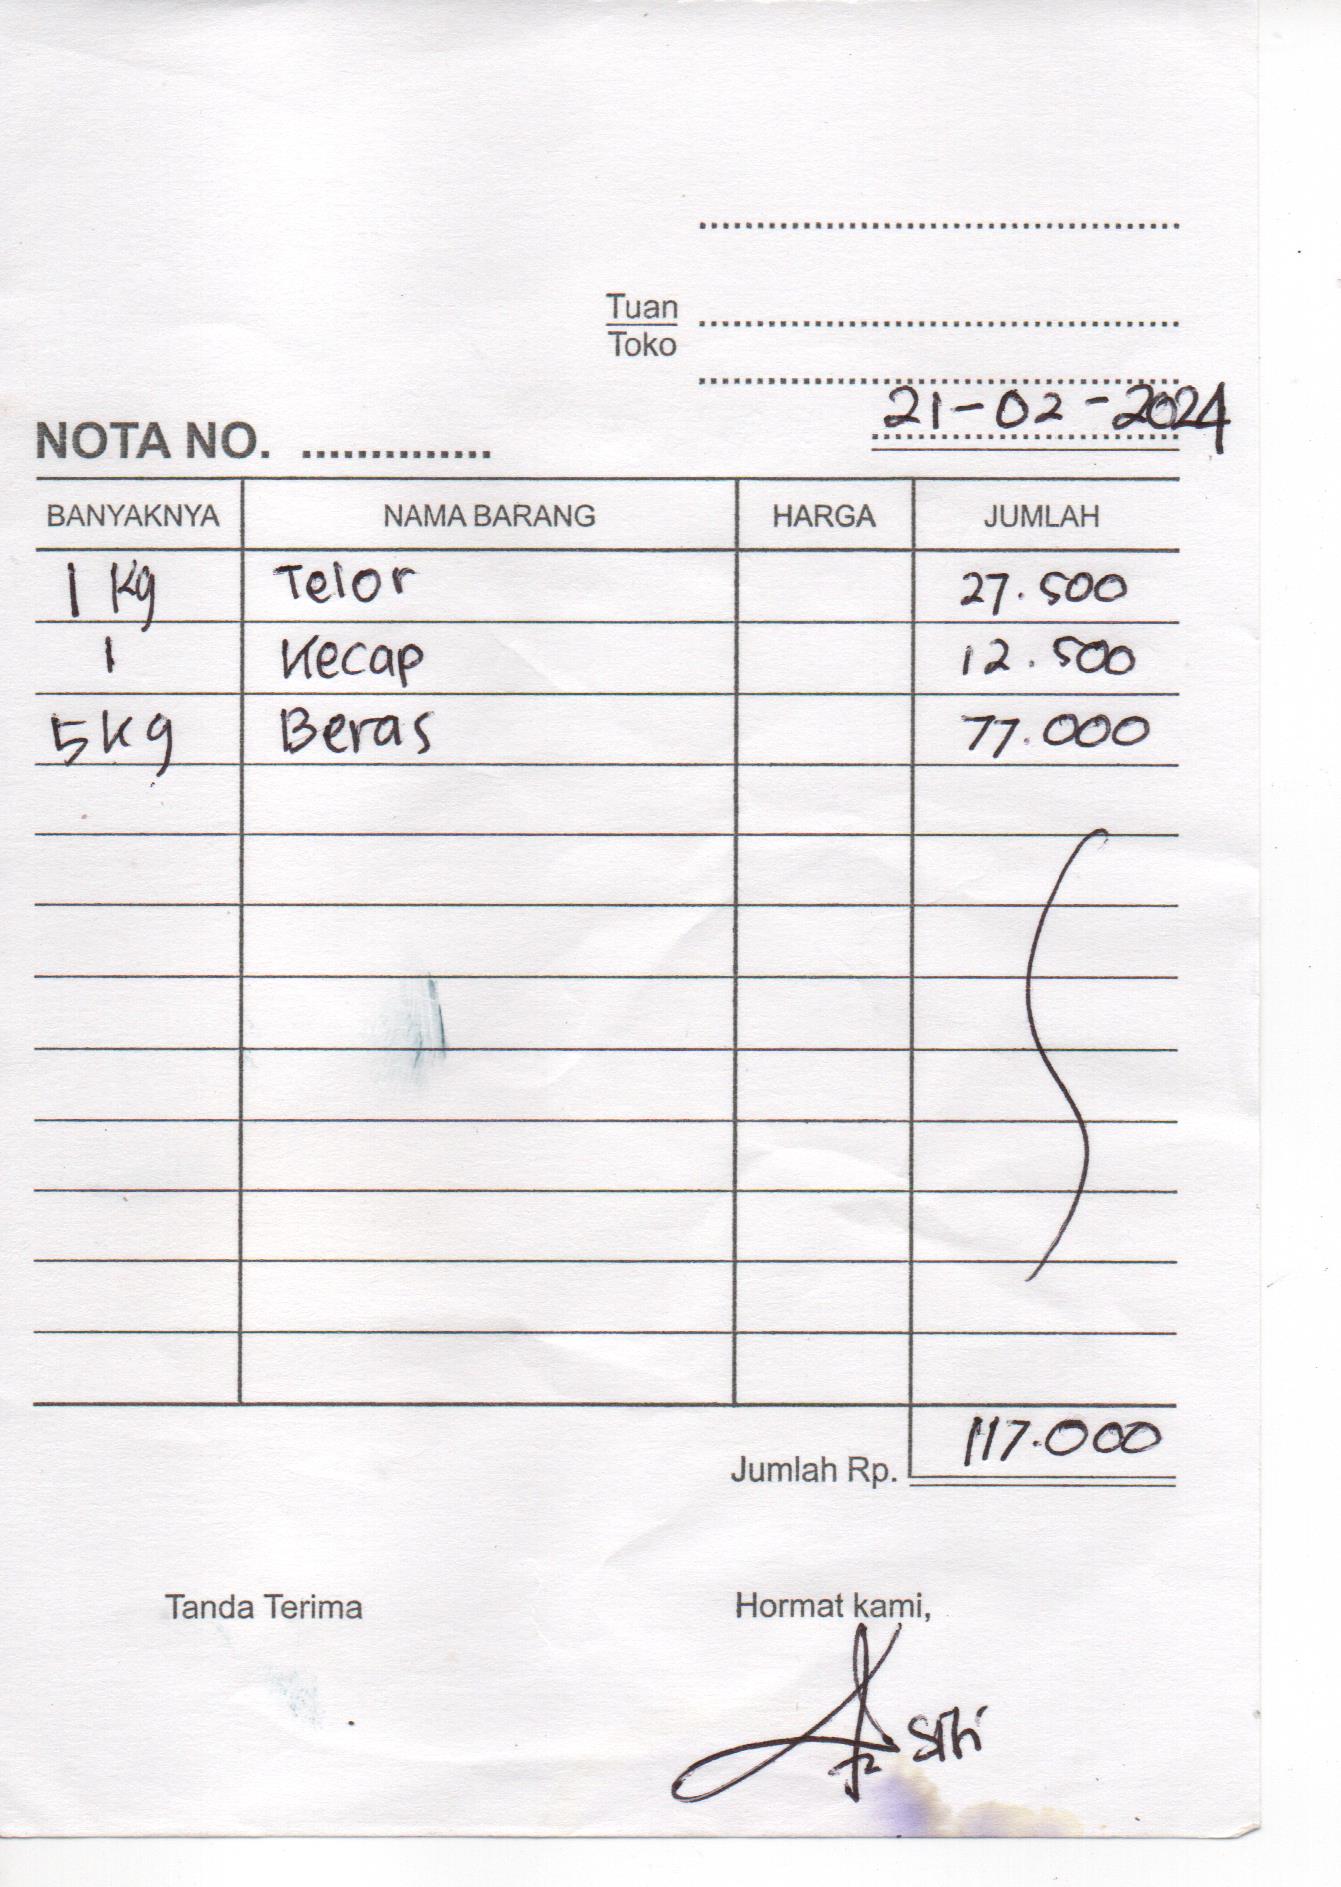 Tuan
Toko
21-02-2024
NOTA NO. ..............
BANYAKNYA NAMA BARANG HARGA JUMLAH
1 Kg Telor 27.500
1 Kecap 12.500
5 Kg Beras 77.000
117.000
Jumlah Rp.
Tanda Terima Hormat kami,
Siti